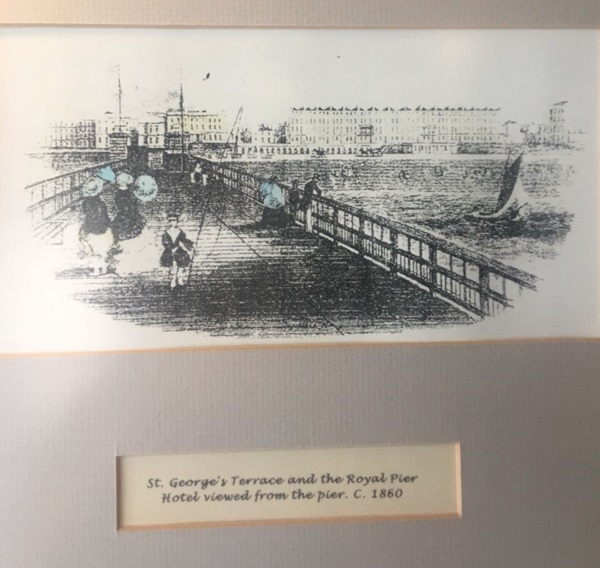 St. George's Terrace and the Royal Pier
Hotel viewed from the pier. C. 1860